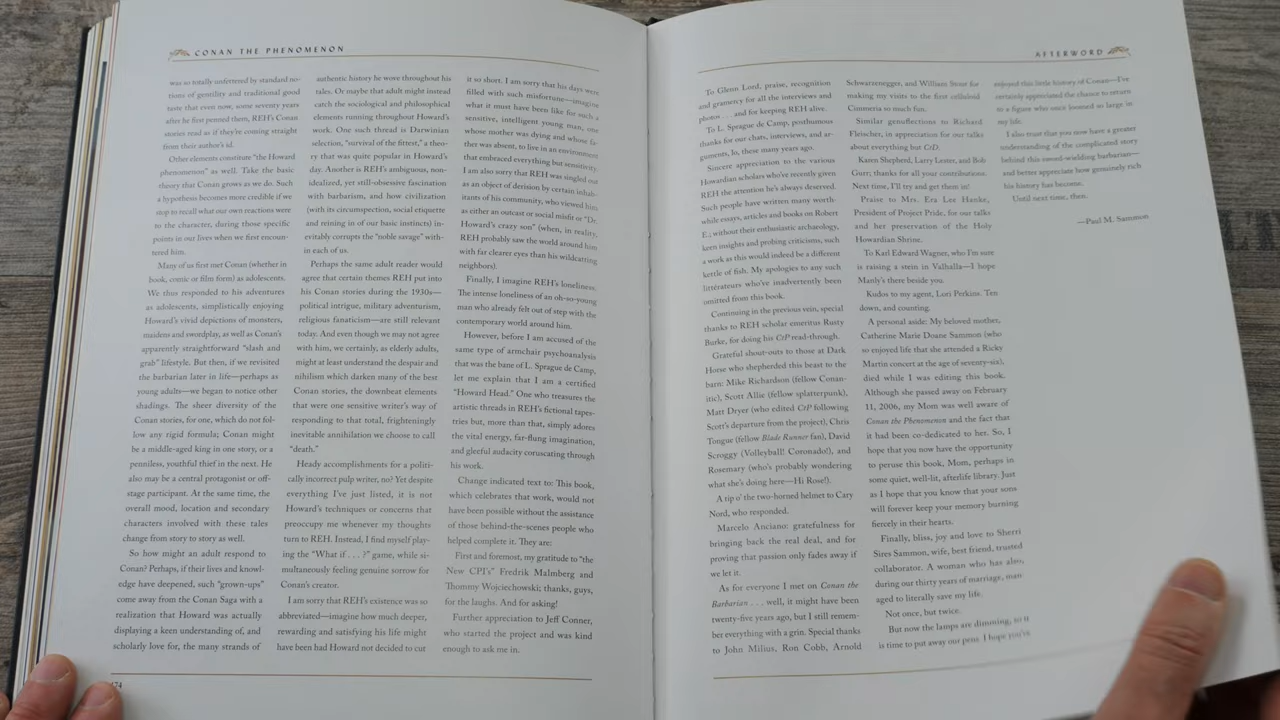 CONAN THE PHENOMENON
was so totally unfettered by standard no-
tions of gentility and traditional good
taste that even now, some seventy years
after he first penned them, REH's Conan
stories read as if they're coming straight
from their author's id.
Other elements constitute "the Howard
phenomenon" as well. Take the basic
theory that Conan grows as we do. Such
a hypothesis becomes more credible if we
stop to recall what our own reactions were
to the character, during those specific
points in our lives when we first encoun-
tered him.
Many of us first met Conan (whether in
book, comic or film form) as adolescents.
We thus responded to his adventures
as adolescents, simplistically enjoying
Howard's vivid depictions of monsters,
maidens and swordplay, as well as Conan's
apparently straightforward "slash and
grab" lifestyle. But then, if we revisited
the barbarian later in life—perhaps as
young adults—we began to notice other
shadings. The sheer diversity of the
Conan stories, for one, which do not fol-
low any rigid formula; Conan might
be a middle-aged king in one story, or a
penniless, youthful thief in the next. He
also may be a central protagonist or off-
stage participant. At the same time, the
overall mood, location and secondary
characters involved with these tales
change from story to story as well.
So how might an adult respond to
Conan? Perhaps, if their lives and knowl-
edge have deepened, such "grown-ups"
come away from the Conan Saga with a
realization that Howard was actually
displaying a keen understanding of, and
scholarly love for, the many strands of
authentic history he wove throughout his
tales. Or maybe that adult might instead
catch the sociological and philosophical
elements running throughout Howard's
work. One such thread is Darwinian
selection, "survival of the fittest," a theo-
ry that was quite popular in Howard's
day. Another is REH's ambiguous, non-
idealized, yet still-obsessive fascination
with barbarism, and how civilization
(with its circumspection, social etiquette
and reining in of our basic instincts) in-
evitably corrupts the "noble savage" with-
in each of us.
Perhaps the same adult reader would
agree that certain themes REH put into
his Conan stories during the 1930s—
political intrigue, military adventurism,
religious fanaticism—are still relevant
today. And even though we may not agree
with him, we certainly, as elderly adults,
might at least understand the despair and
nihilism which darken many of the best
Conan stories, the downbeat elements
that were one sensitive writer's way of
responding to that total, frighteningly
inevitable annihilation we choose to call
"death."
Heady accomplishments for a politi-
cally incorrect pulp writer, no? Yet despite
everything I've just listed, it is not
Howard's techniques or concerns that
preoccupy me whenever my thoughts
turn to REH. Instead, I find myself play-
ing the "What if . . . ?" game, while si-
multaneously feeling genuine sorrow for
Conan's creator.
I am sorry that REH's existence was so
abbreviated—imagine how much deeper,
rewarding and satisfying his life might
have been had Howard not decided to cut
it so short. I am sorry that his days were
filled with such misfortune—imagine
what it must have been like for such a
sensitive, intelligent young man, one
whose mother was dying and whose fa-
ther was absent, to live in an environment
that embraced everything but sensitivity.
I am also sorry that REH was singled out
as an object of derision by certain inhab-
itants of his community, who viewed him
as either an outcast or social misfit or "Dr.
Howard's crazy son" (when, in reality,
REH probably saw the world around him
with far clearer eyes than his wildcatting
neighbors).
Finally, I imagine REH's loneliness.
The intense loneliness of an oh-so-young
man who already felt out of step with the
contemporary world around him.
However, before I am accused of the
same type of armchair psychoanalysis
that was the bane of L. Sprague de Camp,
let me explain that I am a certified
"Howard Head." One who treasures the
artistic threads in REH's fictional tapes-
tries but, more than that, simply adores
the vital energy, far-flung imagination,
and gleeful audacity coruscating through
his work.
Change indicated text: This book,
which celebrates that work, would not
have been possible without the assistance
of those behind-the-scenes people who
helped complete it. They are:
First and foremost, my gratitude to "the
New CPI's" Fredrik Malmberg and
Thommy Wojciechowski; thanks, guys,
for the laughs. And for asking!
Further appreciation to Jeff Conner,
who started the project and was kind
enough to ask me in.
74
AFTERWORD
To Glenn Lord, praise, recognition
and gramercy for all the interviews and
photos . . . and for keeping REH alive.
To L. Sprague de Camp, posthumous
thanks for our chats, interviews, and ar-
guments, lo, these many years ago.
Sincere appreciation to the various
Howardian scholars who've recently given
REH the attention he's always deserved.
Such people have written many worth-
while essays, articles and books on Robert
E.; without their enthusiastic archaeology,
keen insights and probing criticisms, such
a work as this would indeed be a different
kettle of fish. My apologies to any such
littérateurs who've inadvertently been
omitted from this book.
Continuing in the previous vein, special
thanks to REH scholar emeritus Rusty
Burke, for doing his CtP read-through.
Grateful shout-outs to those at Dark
Horse who shepherded this beast to the
barn: Mike Richardson (fellow Conan-
itic), Scott Allie (fellow splatterpunk),
Matt Dryer (who edited CtP following
Scott's departure from the project), Chris
Tongue (fellow Blade Runner fan), David
Scroggy (Volleyball! Coronado!), and
Rosemary (who's probably wondering
what she's doing here—Hi Rose!).
A tip o' the two-horned helmet to Cary
Nord, who responded.
Marcelo Anciano: gratefulness for
bringing back the real deal, and for
proving that passion only fades away if
we let it.
As for everyone I met on Conan the
Barbarian . . . well, it might have been
twenty-five years ago, but I still remem-
ber everything with a grin. Special thanks
to John Milius, Ron Cobb, Arnold
Schwarzenegger, and William Stout for
making my visits to the first celluloid
Cimmeria so much fun.
Similar genuflections to Richard
Fleischer, in appreciation for our talks
about everything but CtD.
Karen Shepherd, Larry Lester, and Bob
Gurr; thanks for all your contributions.
Next time, I'll try and get them in!
Praise to Mrs. Era Lee Hanke,
President of Project Pride, for our talks
and her preservation of the Holy
Howardian Shrine.
To Karl Edward Wagner, who I'm sure
is raising a stein in Valhalla—I hope
Manly's there beside you.
Kudos to my agent, Lori Perkins. Ten
down, and counting.
A personal aside: My beloved mother,
Catherine Marie Doane Sammon (who
so enjoyed life that she attended a Ricky
Martin concert at the age of seventy-six),
died while I was editing this book.
Although she passed away on February
11, 2006, my Mom was well aware of
Conan the Phenomenon and the fact that
it had been co-dedicated to her. So, I
hope that you now have the opportunity
to peruse this book, Mom, perhaps in
some quiet, well-lit, afterlife library. Just
as I hope that you know that your sons
will forever keep your memory burning
fiercely in their hearts.
Finally, bliss, joy and love to Sherri
Sires Sammon, wife, best friend, trusted
collaborator. A woman who has also,
during our thirty years of marriage, man-
aged to literally save my life.
Not once, but twice.
But now the lamps are dimming, so it
is time to put away our pens. I hope you've
enjoyed this little history of Conan—I've
certainly appreciated the chance to return
to a figure who once loomed so large in
my life.
I also trust that you now have a greater
understanding of the complicated story
behind this sword-wielding barbarian—
and better appreciate how genuinely rich
his history has become.
Until next time, then.
—Paul M. Sammon